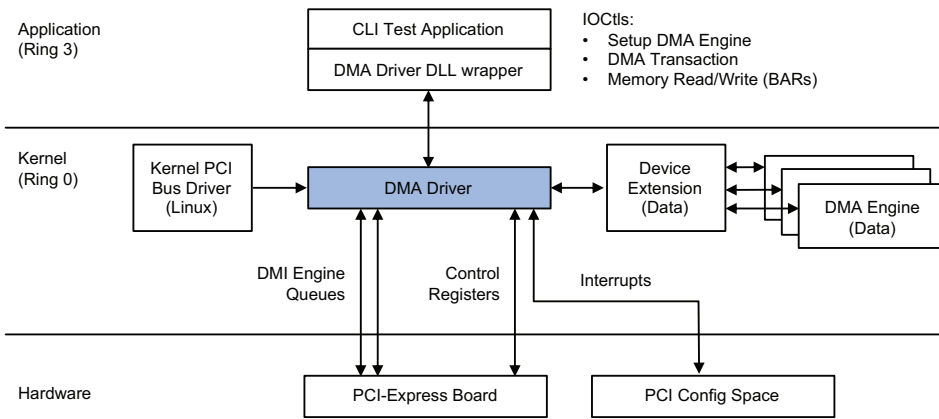 Application
(Ring 3)
CLI Test Application
DMA Driver DLL wrapper
IOCtls:
• Setup DMA Engine
• DMA Transaction
• Memory Read/Write (BARs)
Kernel
(Ring 0)
Kernel PCI
Bus Driver
(Linux)
DMA Driver
Device
Extension
(Data)
DMA Engine
(Data)
DMI Engine
Queues
Control
Registers
Interrupts
Hardware
PCI-Express Board
PCI Config Space